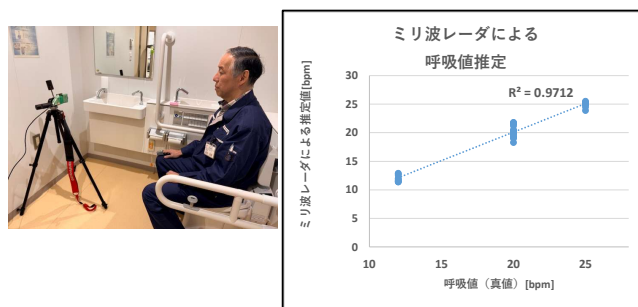 ミリ波レーダによる
呼吸値推定
ミリ波レーダによる推定値[bpm]
30
25
20
15
10
5
0
R² = 0.9712
10
15
20
25
呼吸値（真値）[bpm]